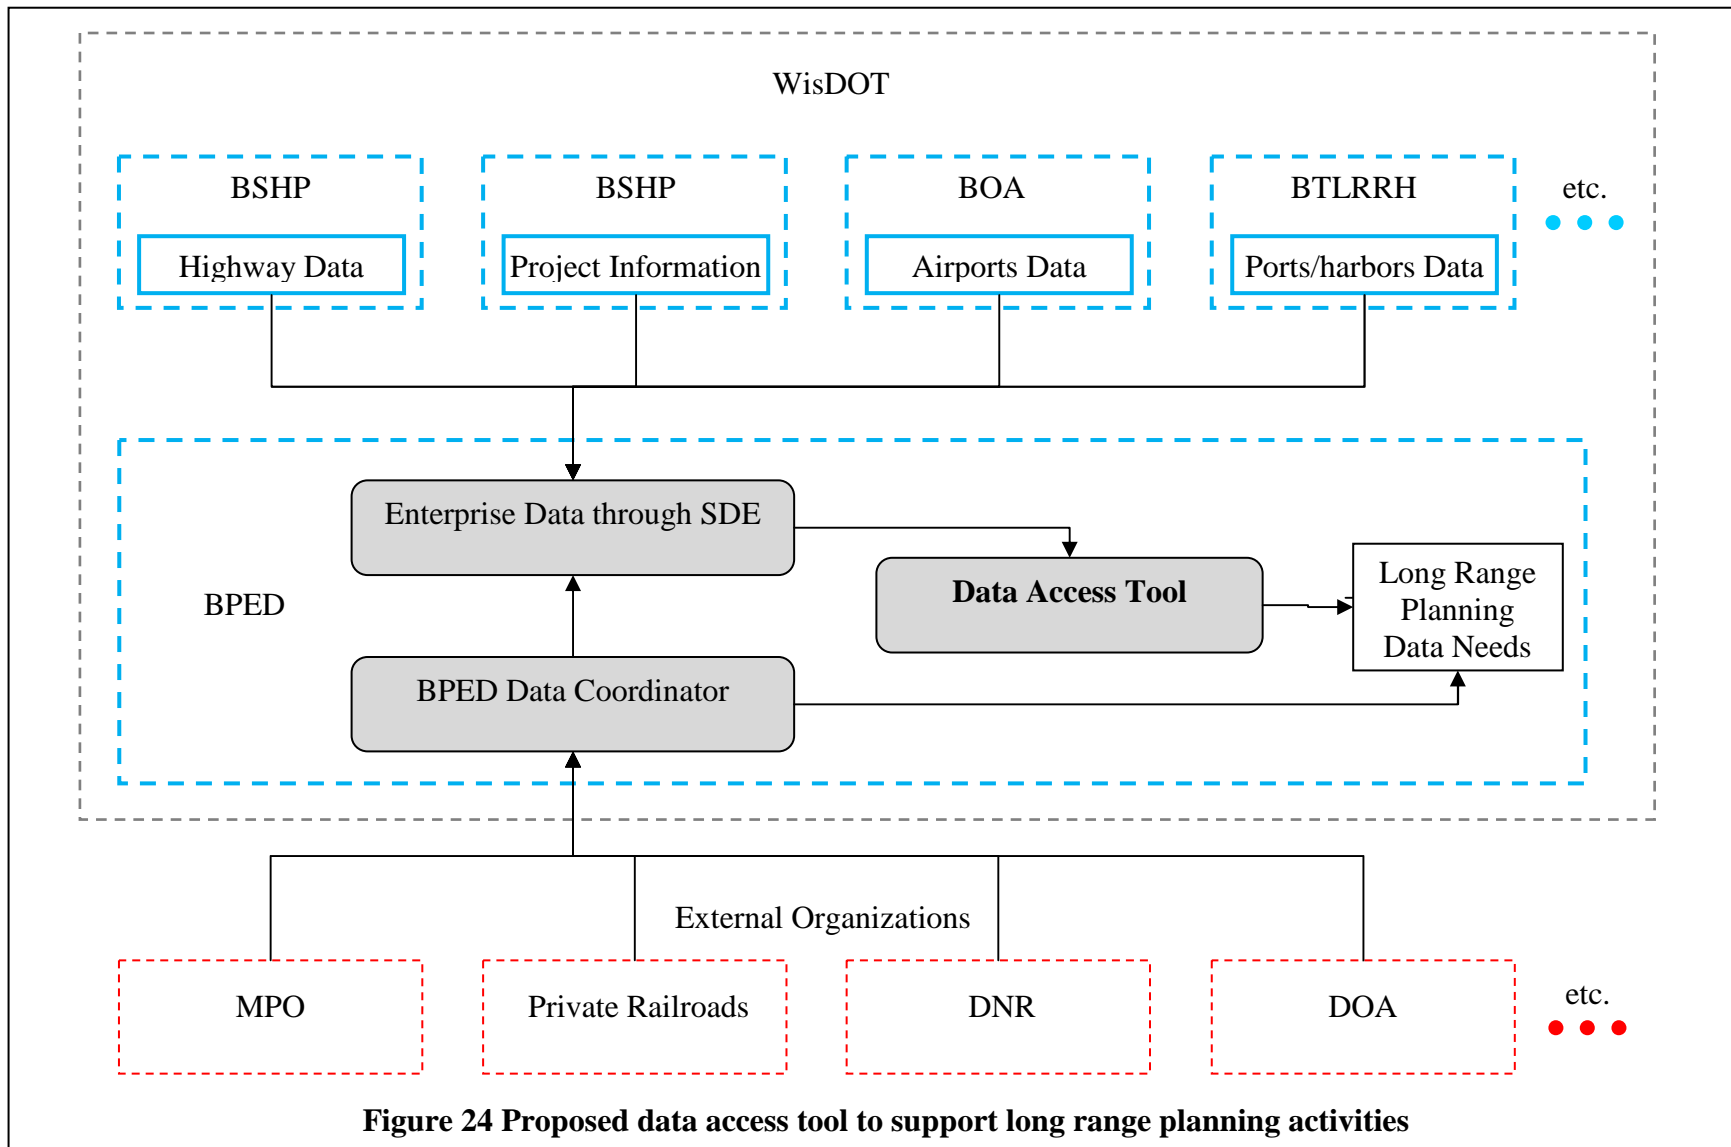 WisDOT
BSHP
BSHP
BOA
BTLRRH
etc.
Highway Data
Project Information
Airports Data
Ports/harbors Data
Enterprise Data through SDE
Data Access Tool
Long Range
Planning
Data Needs
BPED
BPED Data Coordinator
External Organizations
MPO
Private Railroads
DNR
DOA
etc.
Figure 24 Proposed data access tool to support long range planning activities